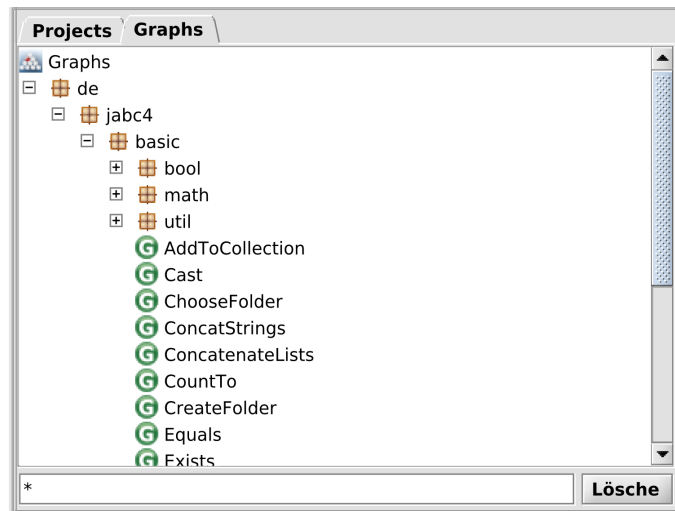 Projects Graphs
Graphs
de
jabc4
basic
bool
math
util
G AddToCollection
G Cast
G ChooseFolder
G ConcatStrings
G ConcatenateLists
G CountTo
G CreateFolder
G Equals
G Exists
* Lösche